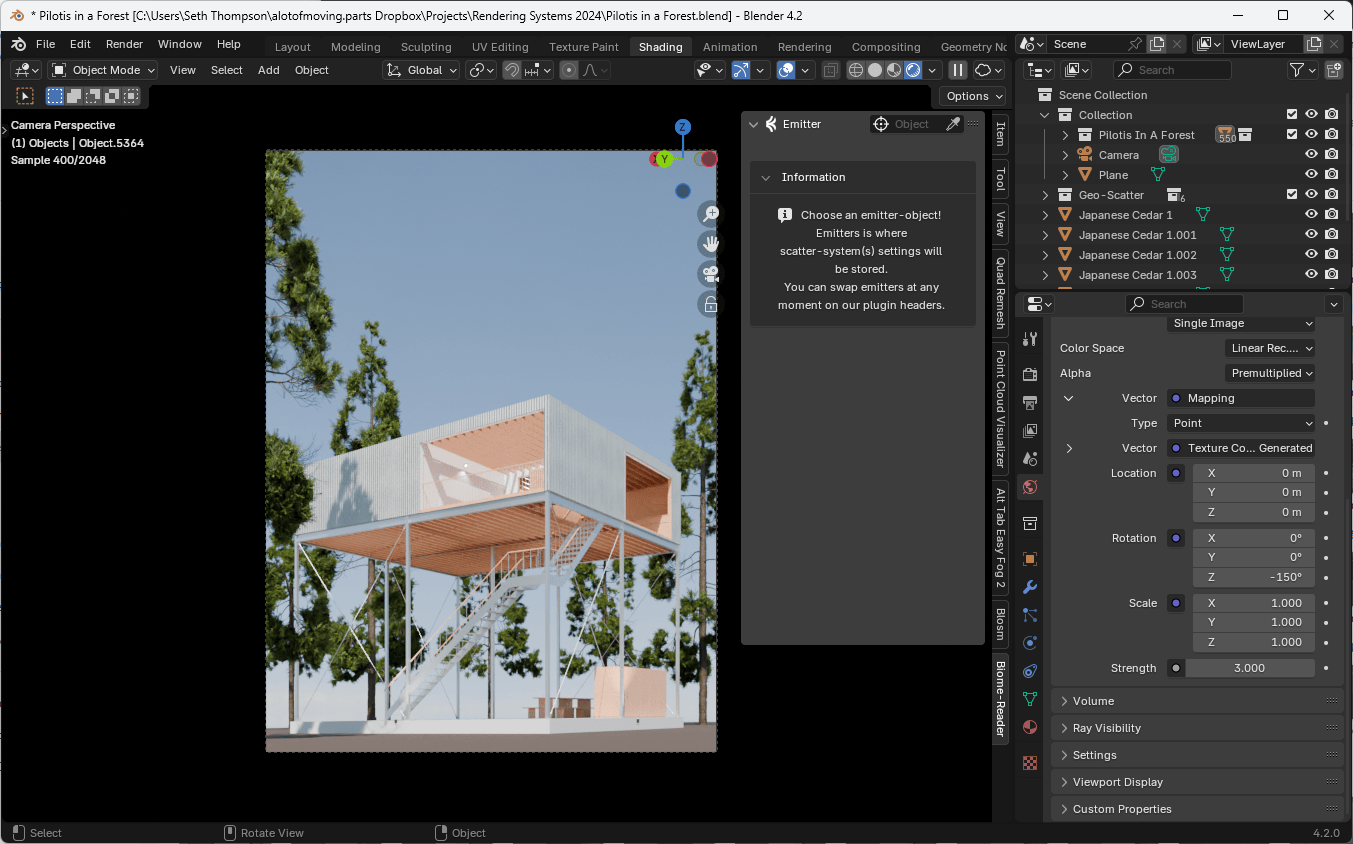 * Pilotis in a Forest [C:\Users\Seth Thompson\alotofmoving.parts Dropbox\Projects\Rendering Systems 2024\Pilotis in a Forest.blend] - Blender 4.2
File Edit Render Window Help
Layout Modeling Sculpting UV Editing Texture Paint Shading Animation Rendering Compositing Geometry No
Scene
ViewLayer
Object Mode View Select Add Object
Global
Search
Options
Camera Perspective
(1) Objects | Object.5364
Sample 400/2048
Z
Y
Emitter
Object
Information
Choose an emitter-object!
Emitters is where
scatter-system(s) settings will
be stored.
You can swap emitters at any
moment on our plugin headers.
Item
Tool
View
Quad Remesh
Point Cloud Visualizer
Alt Tab Easy Fog 2
Blosm
Biome-Reader
Scene Collection
Collection
Pilotis In A Forest 550
Camera
Plane
Geo-Scatter 6
Japanese Cedar 1
Japanese Cedar 1.001
Japanese Cedar 1.002
Japanese Cedar 1.003
Search
Single Image
Color Space Linear Rec....
Alpha Premultiplied
Vector Mapping
Type Point
Vector Texture Co... Generated
Location X 0 m
Y 0 m
Z 0 m
Rotation X 0°
Y 0°
Z -150°
Scale X 1.000
Y 1.000
Z 1.000
Strength 3.000
Volume
Ray Visibility
Settings
Viewport Display
Custom Properties
Select
Rotate View
Object
4.2.0